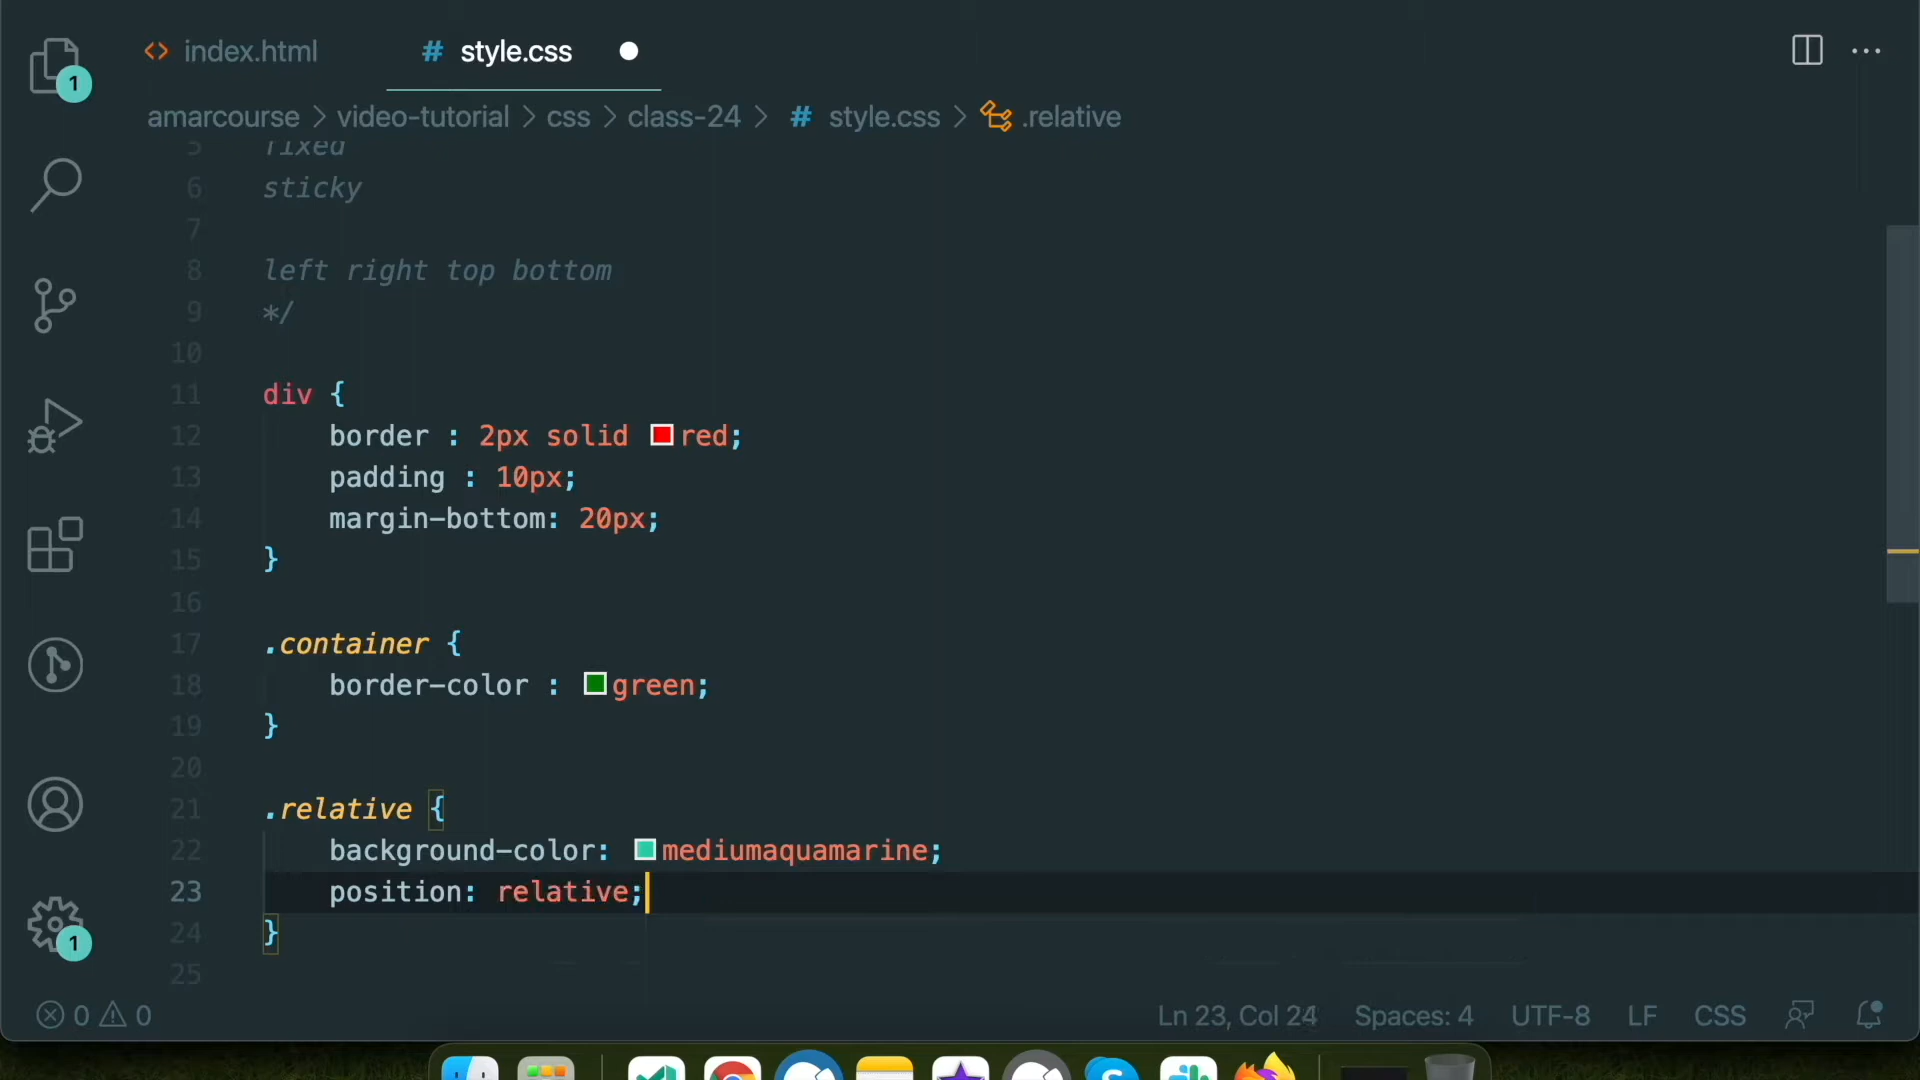 index.html
style.css
1
amarcourse > video-tutorial > css > class-24 > # style.css > .relative
5 fixed
6 sticky
7
8 left right top bottom
9 */
10
11 div {
12 border : 2px solid red;
13 padding : 10px;
14 margin-bottom: 20px;
15 }
16
17 .container {
18 border-color : green;
19 }
20
21 .relative {
22 background-color: mediumaquamarine;
23 position: relative;
24 }
25
1
0 0
Ln 23, Col 24 Spaces: 4 UTF-8 LF CSS